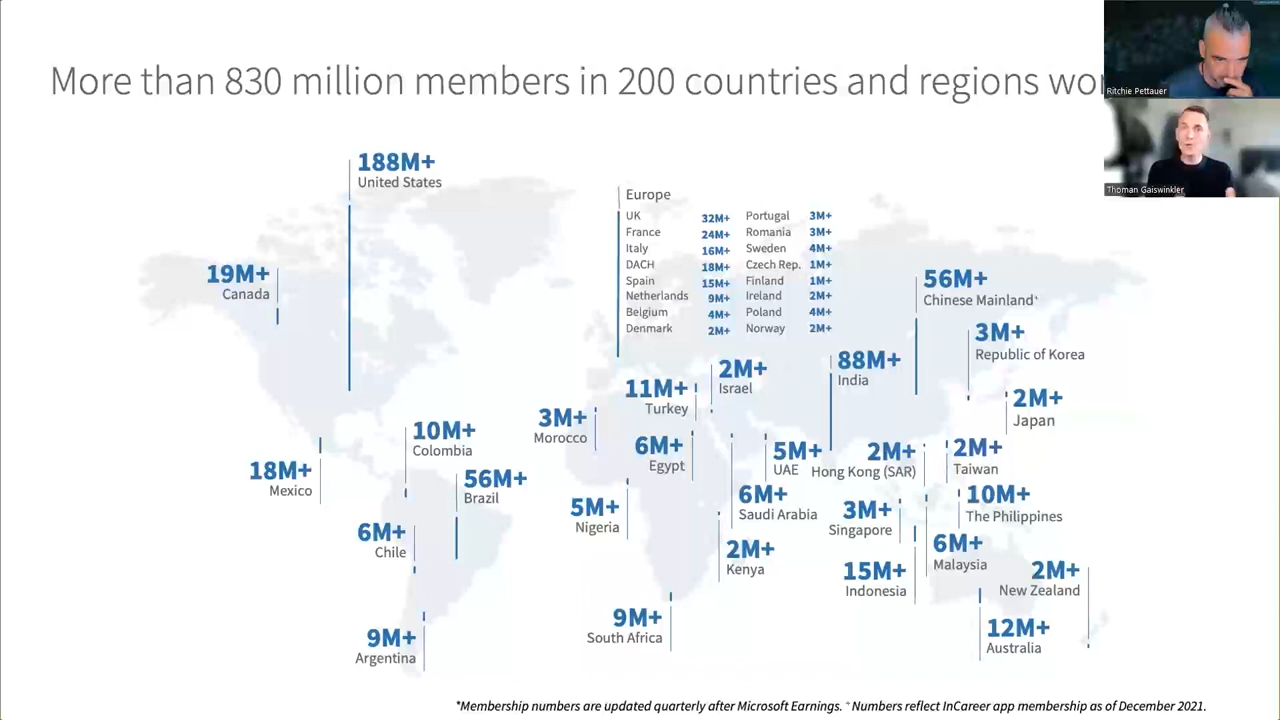 More than 830 million members in 200 countries and regions wor
Ritchie Pettauer
Thoman Gaiswinkler
188M+
United States
19M+
Canada
Europe
UK 32M+ Portugal 3M+
France 24M+ Romania 3M+
Italy 16M+ Sweden 4M+
DACH 18M+ Czech Rep. 1M+
Spain 15M+ Finland 1M+
Netherlands 9M+ Ireland 2M+
Belgium 4M+ Poland 4M+
Denmark 2M+ Norway 2M+
56M+
Chinese Mainland⁺
3M+
Republic of Korea
88M+
India
2M+
Israel
11M+
Turkey
2M+
Japan
3M+
Morocco
10M+
Colombia
6M+
Egypt
5M+
UAE
2M+
Hong Kong (SAR)
2M+
Taiwan
18M+
Mexico
56M+
Brazil
6M+
Saudi Arabia
10M+
The Philippines
5M+
Nigeria
3M+
Singapore
6M+
Chile
2M+
Kenya
6M+
Malaysia
15M+
Indonesia
2M+
New Zealand
9M+
South Africa
12M+
Australia
9M+
Argentina
*Membership numbers are updated quarterly after Microsoft Earnings. ⁺ Numbers reflect InCareer app membership as of December 2021.